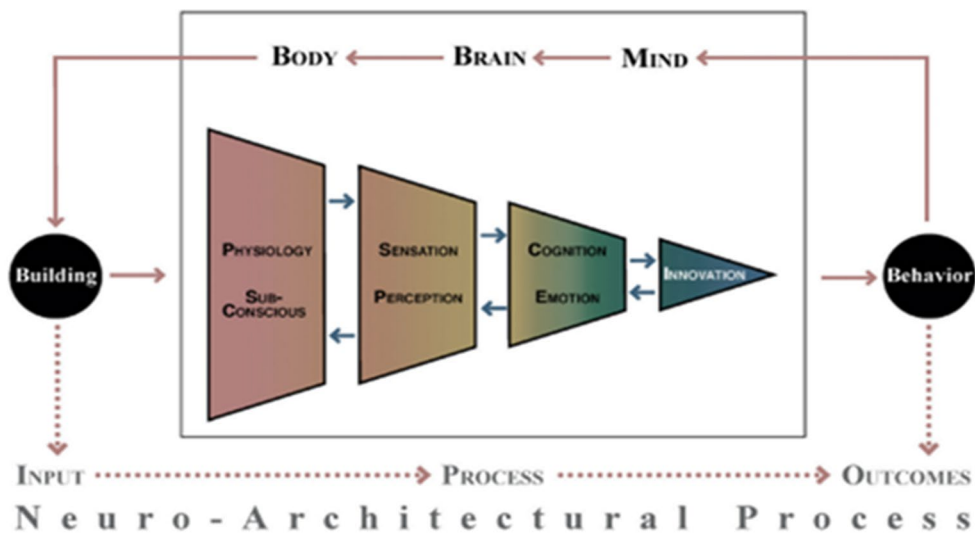 BODY BRAIN MIND
PHYSIOLOGY SENSATION COGNITION
Building INNOVATION Behavior
SUB-
CONSCIOUS PERCEPTION EMOTION
INPUT PROCESS OUTCOMES
Neuro-Architectural Process